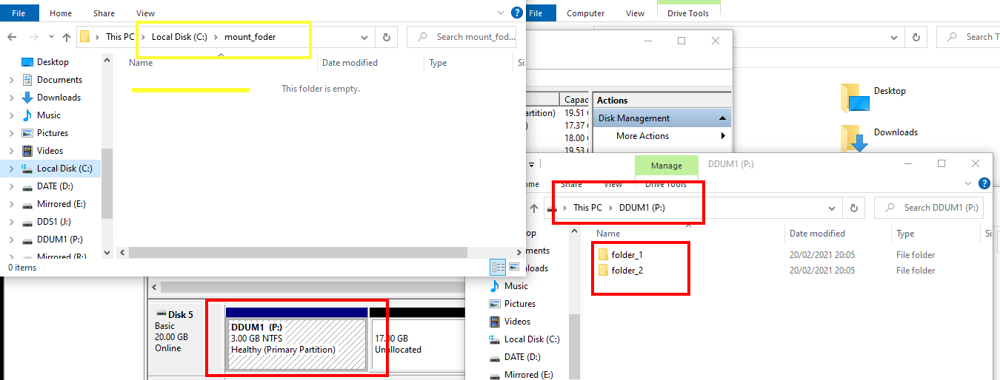 File Home Share View
This PC Local Disk (C:) mount_foder
Search mount_fod...
Name Date modified Type Si
This folder is empty.
Desktop
Documents
Downloads
Music
Pictures
Videos
Local Disk (C:)
DATE (D:)
Mirrored (E:)
DDS1 (J:)
DDUM1 (P:)
Mirrored (R:)
0 items
File Computer View Drive Tools
Search T
Desktop
Downloads
Capac
artition) 19.51
17.37
18.00
19.53
Actions
Disk Management
More Actions
Manage DDUM1 (P:)
ome Share View Drive Tools
This PC DDUM1 (P:)
Search DDUM1 (P:)
Name Date modified Type Si
folder_1 20/02/2021 20:05 File folder
folder_2 20/02/2021 20:05 File folder
top
ments
nloads
Music
Pictures
Videos
Local Disk (C:)
DATE (D:)
Mirrored (E:)
Disk 5
Basic
20.00 GB
Online
DDUM1 (P:)
3.00 GB NTFS
Healthy (Primary Partition)
17.00 GB
Unallocated